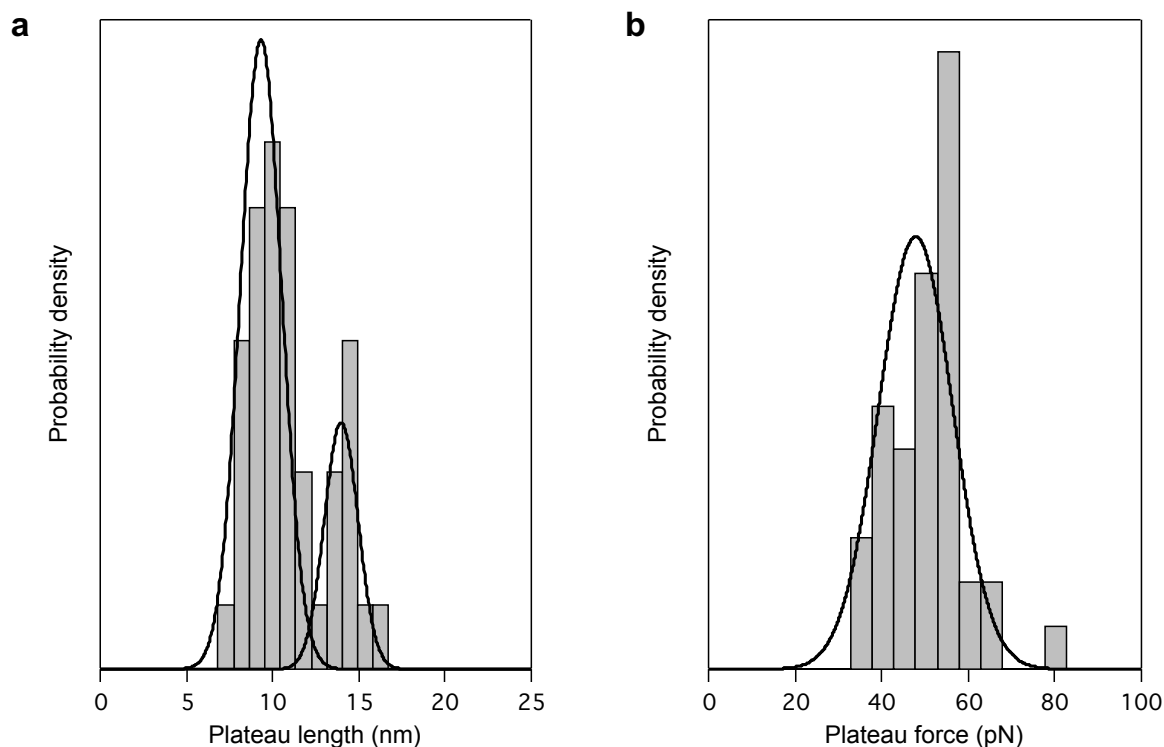 a
Probability density
0 5 10 15 20 25
Plateau length (nm)
b
Probability density
0 20 40 60 80 100
Plateau force (pN)